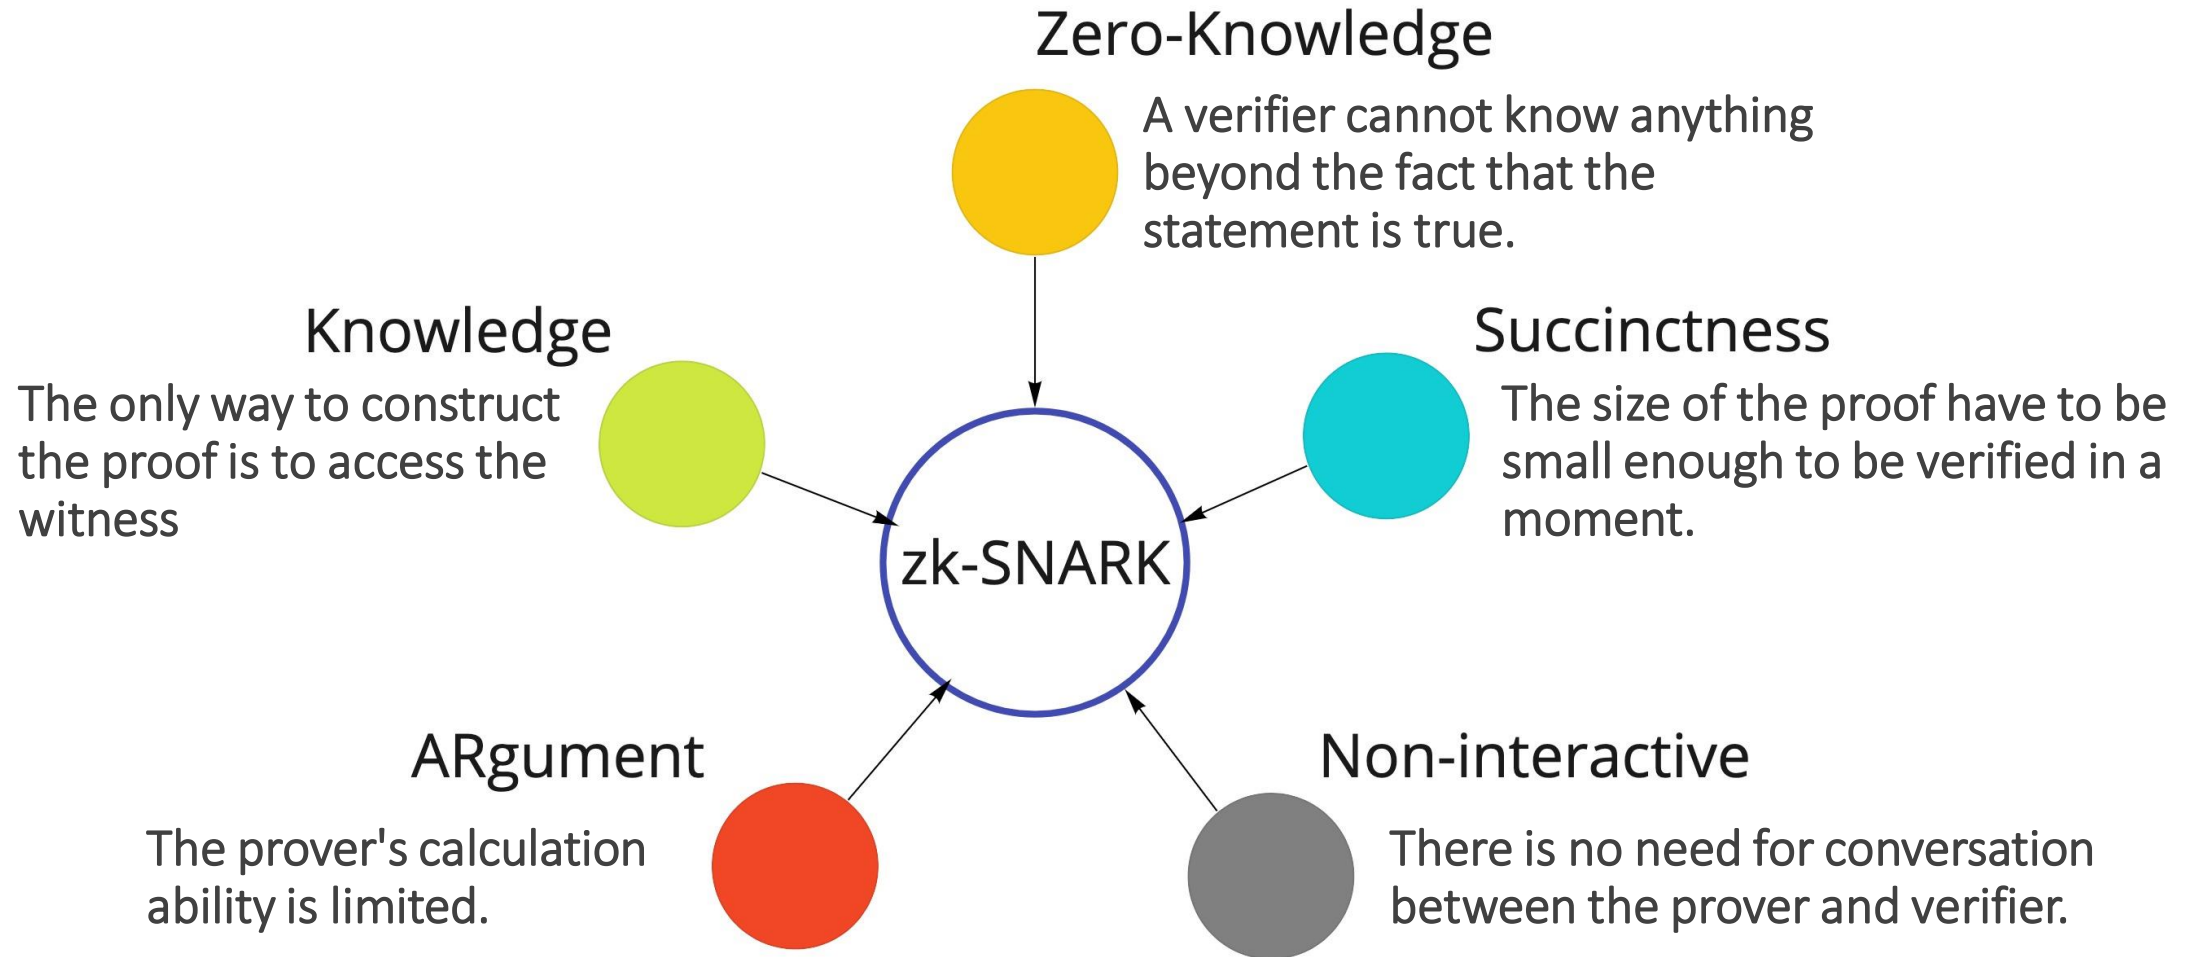 Zero-Knowledge
A verifier cannot know anything
beyond the fact that the
statement is true.
Knowledge
The only way to construct
the proof is to access the
witness
Succinctness
The size of the proof have to be
small enough to be verified in a
moment.
zk-SNARK
ARgument
The prover's calculation
ability is limited.
Non-interactive
There is no need for conversation
between the prover and verifier.